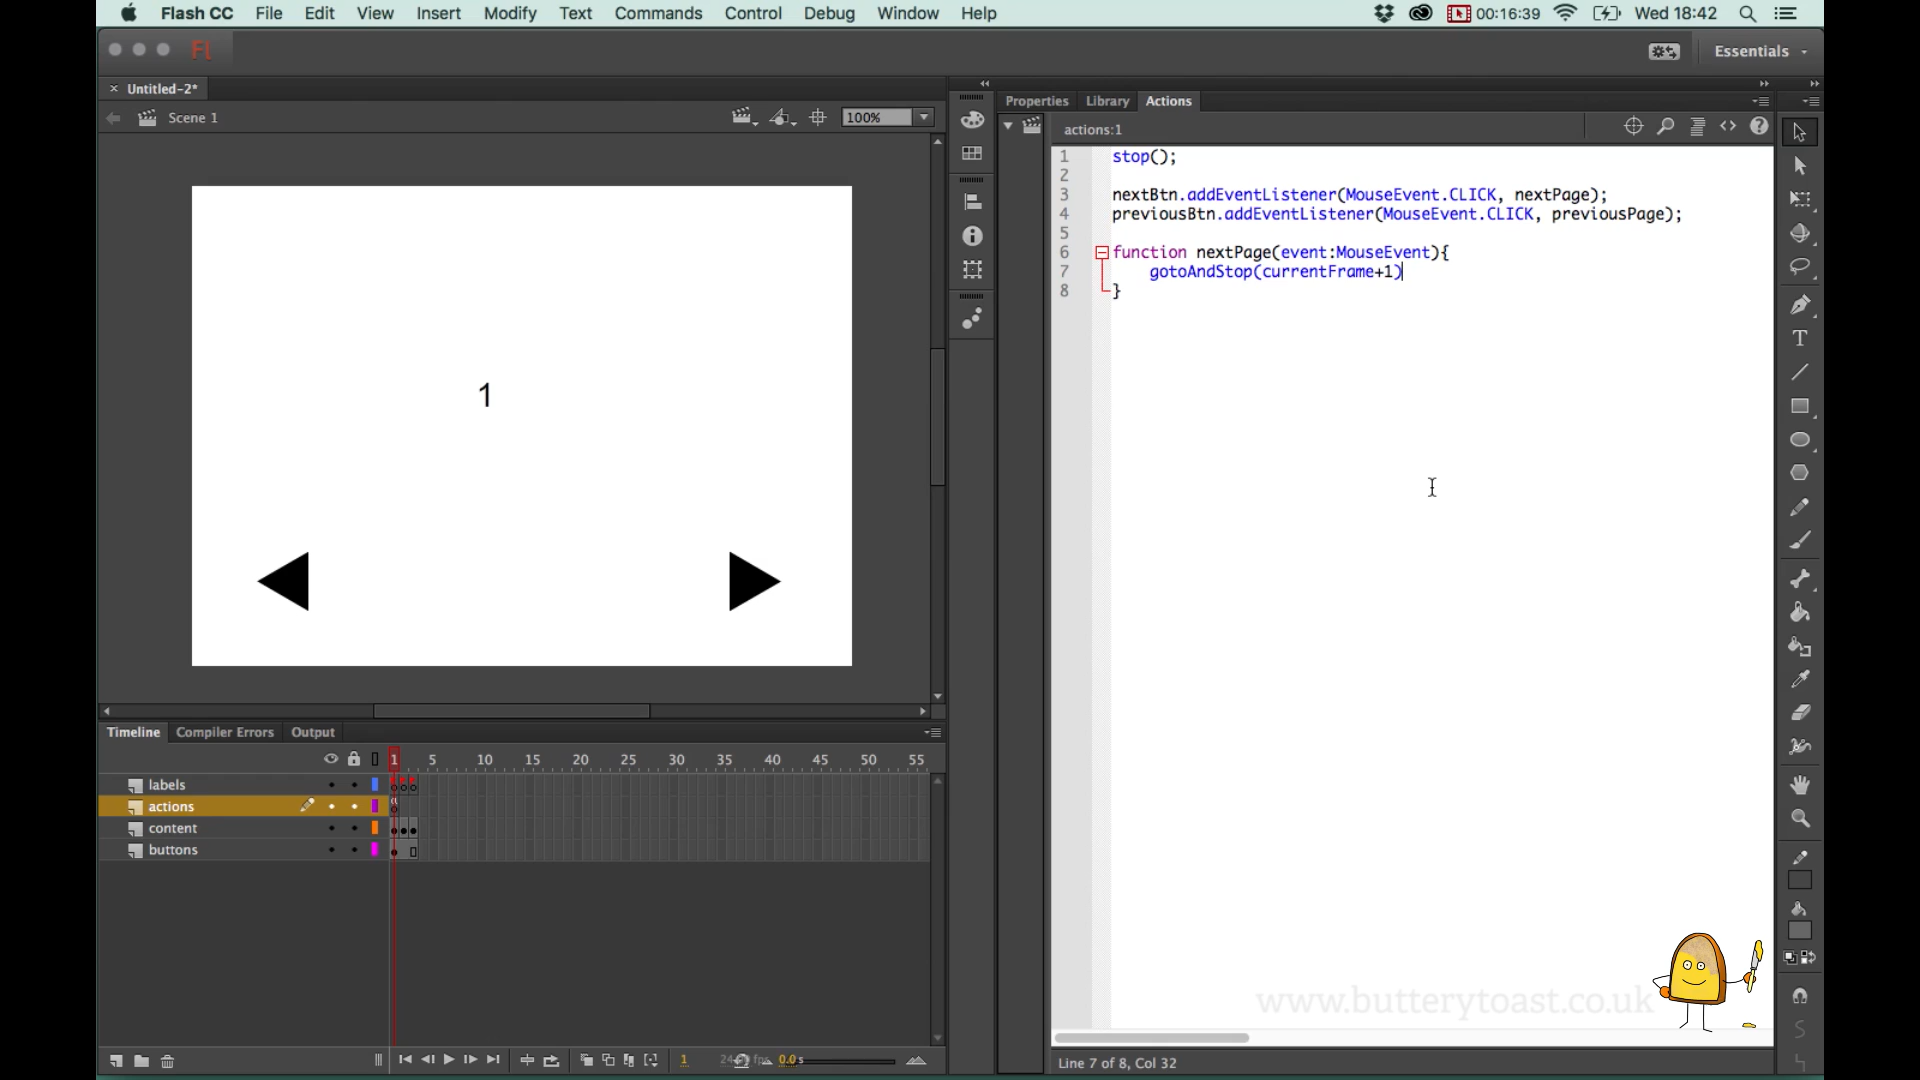 Flash CC File Edit View Insert Modify Text Commands Control Debug Window Help 00:16:39 Wed 18:42
Fl Essentials
Untitled-2*
Scene 1 100%
Properties Library Actions
actions:1
1 stop();
2
3 nextBtn.addEventListener(MouseEvent.CLICK, nextPage);
4 previousBtn.addEventListener(MouseEvent.CLICK, previousPage);
5
6 function nextPage(event:MouseEvent){
7 gotoAndStop(currentFrame+1)
8 }
1
Timeline Compiler Errors Output
1 5 10 15 20 25 30 35 40 45 50 55
labels
actions
content
buttons
1 0.0s
www.butterytoast.co.uk
Line 7 of 8, Col 32